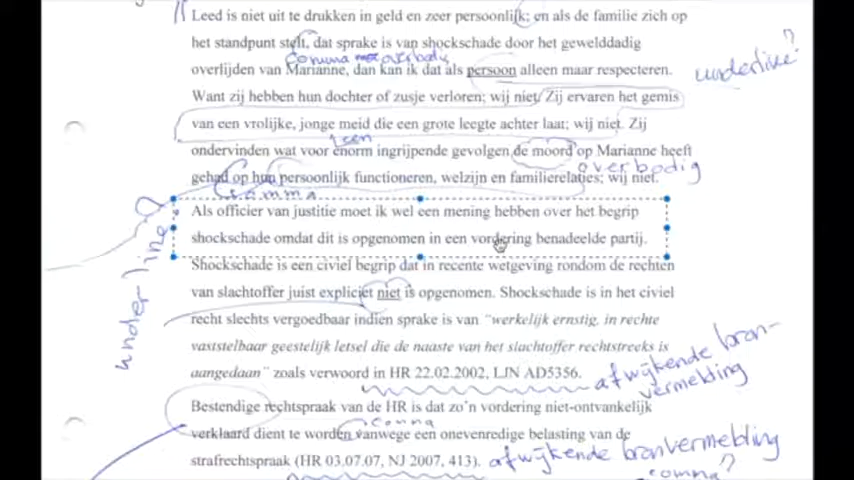 Leed is niet uit te drukken in geld en zeer persoonlijk; en als de familie zich op
het standpunt stelt, dat sprake is van shockschade door het gewelddadig
comma overbodig
overlijden van Marianne, dan kan ik dat als persoon alleen maar respecteren.
underline?
Want zij hebben hun dochter of zusje verloren; wij niet. Zij ervaren het gemis
van een vrolijke, jonge meid die een grote leegte achter laat; wij niet. Zij
een
ondervinden wat voor enorm ingrijpende gevolgen de moord op Marianne heeft
overbodig
gehad op hun persoonlijk functioneren, welzijn en familierelaties; wij niet.
comma
Als officier van justitie moet ik wel een mening hebben over het begrip
shockschade omdat dit is opgenomen in een vordering benadeelde partij.
Shockschade is een civiel begrip dat in recente wetgeving rondom de rechten
van slachtoffer juist expliciet niet is opgenomen. Shockschade is in het civiel
underline
recht slechts vergoedbaar indien sprake is van "werkelijk ernstig, in rechte
vaststelbaar geestelijk letsel die de naaste van het slachtoffer rechtstreeks is
aangedaan" zoals verwoord in HR 22.02.2002, LJN AD5356.
afwijkende bron-
vermelding
Bestendige rechtspraak van de HR is dat zo'n vordering niet-ontvankelijk
comma
verklaard dient te worden vanwege een onevenredige belasting van de
strafrechtspraak (HR 03.07.07, NJ 2007, 413).
afwijkende bronvermelding
comma?